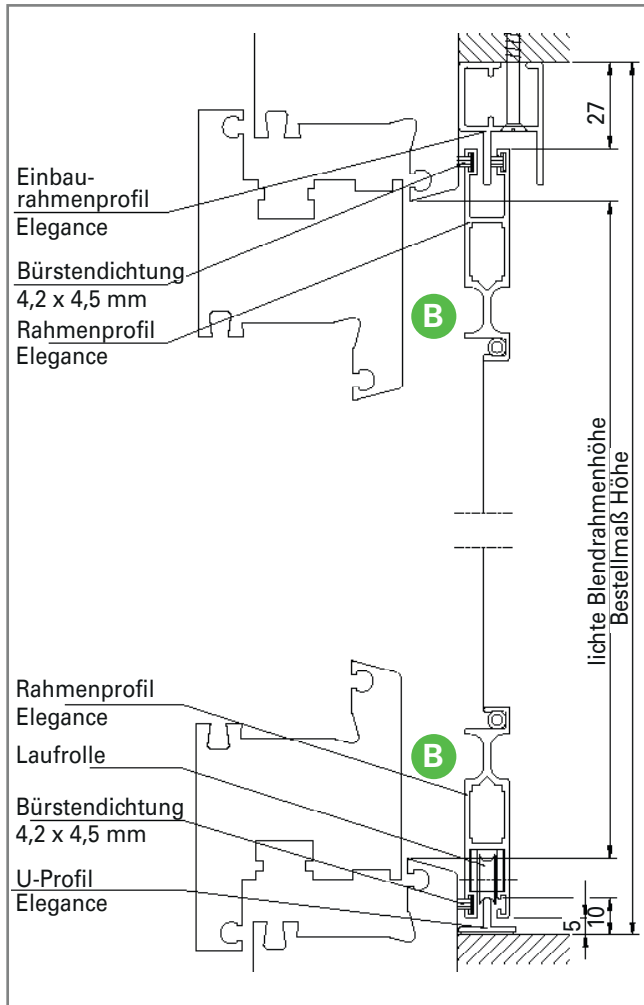 27
Einbau-
rahmenprofil
Elegance
Bürstendichtung
4,2 x 4,5 mm
Rahmenprofil
Elegance
B
lichte Blendrahmenhöhe
Bestellmaß Höhe
Rahmenprofil
Elegance
Laufrolle
B
Bürstendichtung
4,2 x 4,5 mm
U-Profil
Elegance
5
10